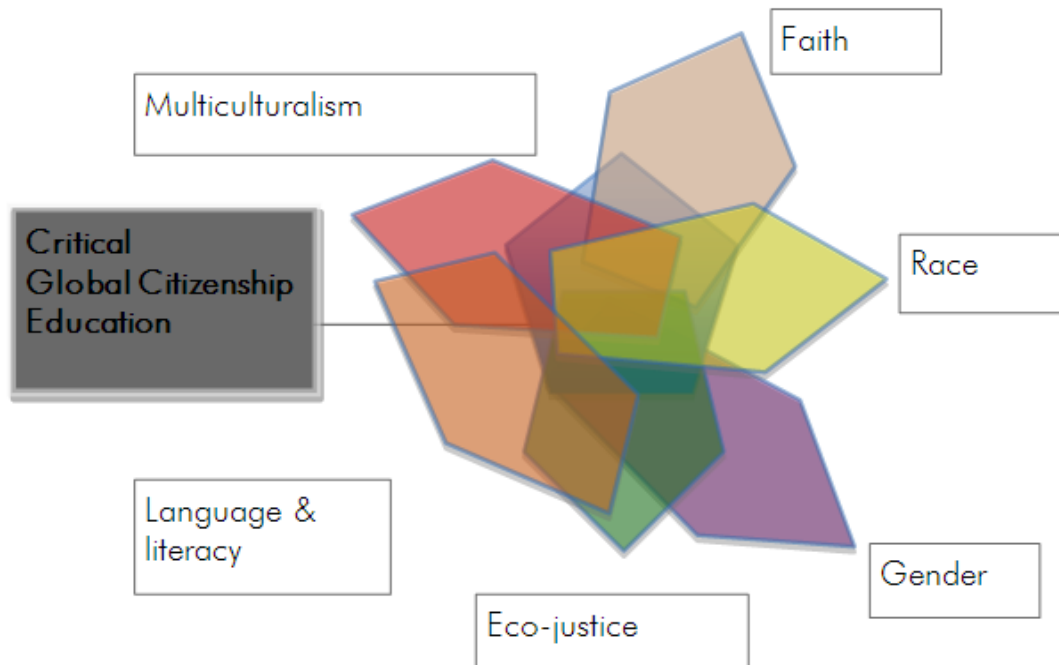 Faith
Multiculturalism
Critical
Global Citizenship
Education
Race
Language &
literacy
Gender
Eco-justice